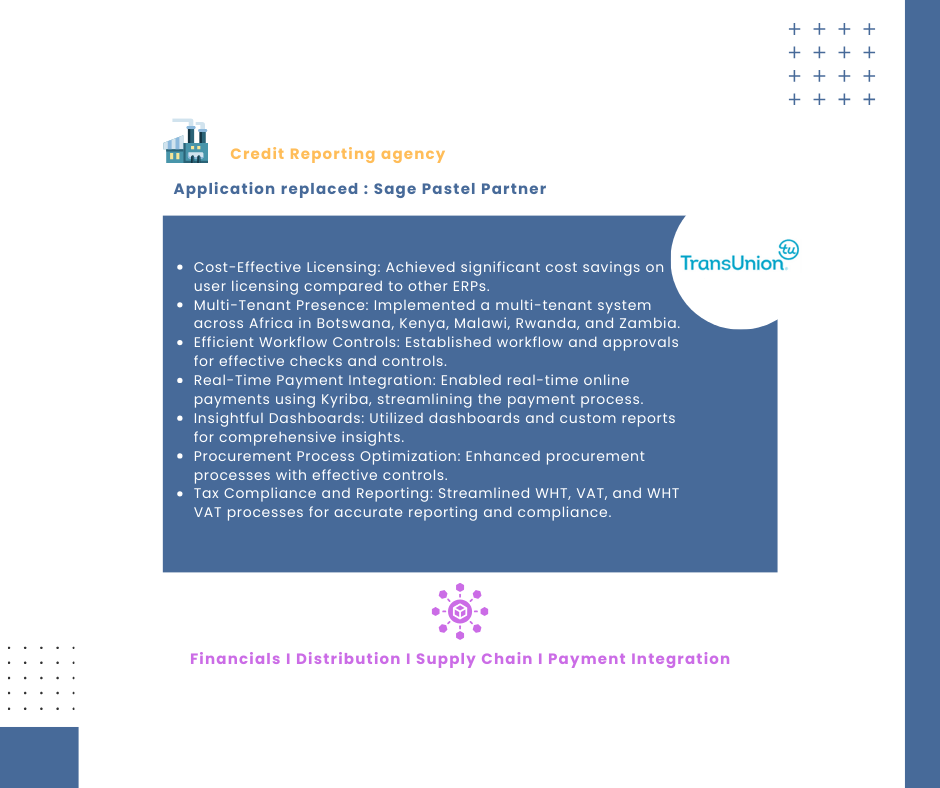 Credit Reporting agency
Application replaced : Sage Pastel Partner
tu
TransUnion
• Cost-Effective Licensing: Achieved significant cost savings on
user licensing compared to other ERPs.
• Multi-Tenant Presence: Implemented a multi-tenant system
across Africa in Botswana, Kenya, Malawi, Rwanda, and Zambia.
• Efficient Workflow Controls: Established workflow and approvals
for effective checks and controls.
• Real-Time Payment Integration: Enabled real-time online
payments using Kyriba, streamlining the payment process.
• Insightful Dashboards: Utilized dashboards and custom reports
for comprehensive insights.
• Procurement Process Optimization: Enhanced procurement
processes with effective controls.
• Tax Compliance and Reporting: Streamlined WHT, VAT, and WHT
VAT processes for accurate reporting and compliance.
Financials I Distribution I Supply Chain I Payment Integration